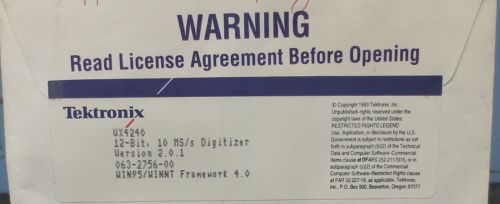 WARNING
Read License Agreement Before Opening
Tektronix
VX4240
12-Bit, 10 MS/s Digitizer
Version 2.0.1
063-2756-00
WIN95/WINNT Framework 4.0
© Copyright 1993 Tektronix, Inc.
Unpublished-rights reserved under the
copyright laws of the United States.
RESTRICTED RIGHTS LEGEND
Use, duplication, or disclosure by the U.S.
Government is subject to restrictions as set
forth in subparagraph (b)(2) of the Technical
Data and Computer Software-Commercial
Items clause at DFARS 252.2117015, or in
subparagraph (b)(2) of the Commercial
Computer Software-Restricted Rights clause
at FAR 52.227-19, as applicable. Tektronix,
Inc., P.O. Box 500, Beaverton, Oregon 97077